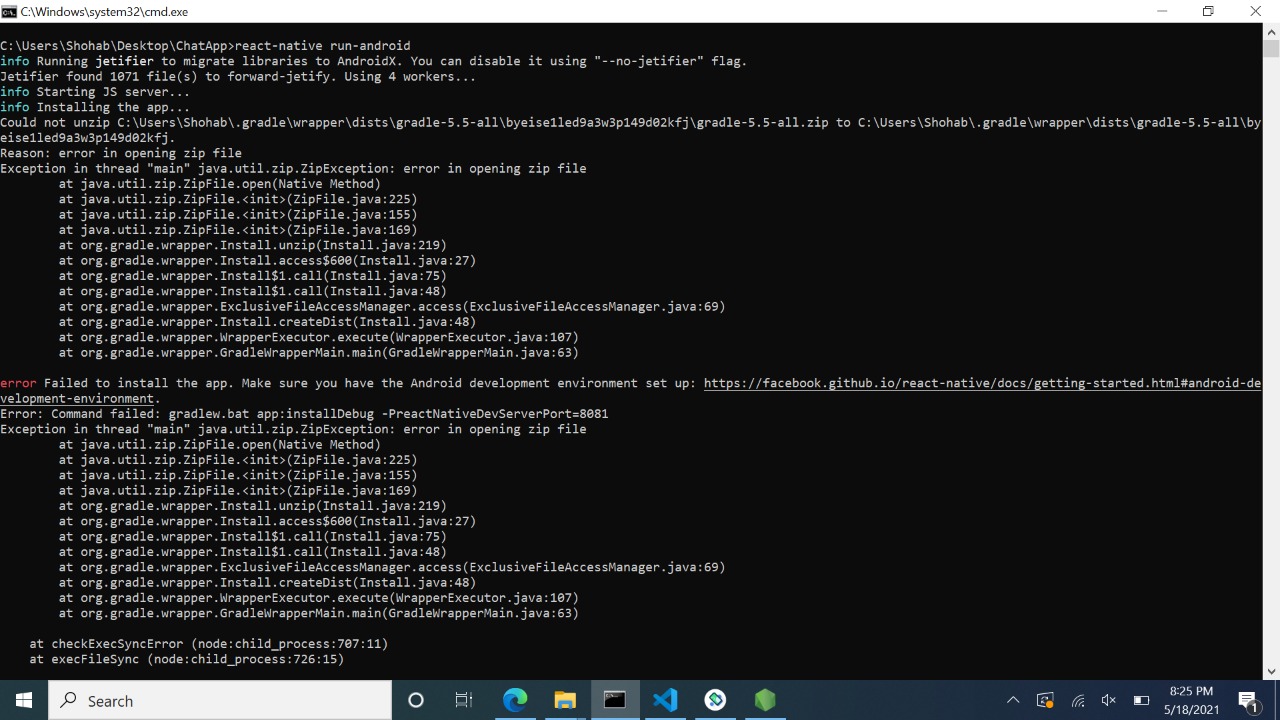 C:\Windows\system32\cmd.exe
C:\Users\Shohab\Desktop\ChatApp>react-native run-android
info Running jetifier to migrate libraries to AndroidX. You can disable it using "--no-jetifier" flag.
Jetifier found 1071 file(s) to forward-jetify. Using 4 workers...
info Starting JS server...
info Installing the app...
Could not unzip C:\Users\Shohab\.gradle\wrapper\dists\gradle-5.5-all\byeise1led9a3w3p149d02kfj\gradle-5.5-all.zip to C:\Users\Shohab\.gradle\wrapper\dists\gradle-5.5-all\by
eise1led9a3w3p149d02kfj.
Reason: error in opening zip file
Exception in thread "main" java.util.zip.ZipException: error in opening zip file
at java.util.zip.ZipFile.open(Native Method)
at java.util.zip.ZipFile.<init>(ZipFile.java:225)
at java.util.zip.ZipFile.<init>(ZipFile.java:155)
at java.util.zip.ZipFile.<init>(ZipFile.java:169)
at org.gradle.wrapper.Install.unzip(Install.java:219)
at org.gradle.wrapper.Install.access$600(Install.java:27)
at org.gradle.wrapper.Install$1.call(Install.java:75)
at org.gradle.wrapper.Install$1.call(Install.java:48)
at org.gradle.wrapper.ExclusiveFileAccessManager.access(ExclusiveFileAccessManager.java:69)
at org.gradle.wrapper.Install.createDist(Install.java:48)
at org.gradle.wrapper.WrapperExecutor.execute(WrapperExecutor.java:107)
at org.gradle.wrapper.GradleWrapperMain.main(GradleWrapperMain.java:63)
error Failed to install the app. Make sure you have the Android development environment set up: https://facebook.github.io/react-native/docs/getting-started.html#android-de
velopment-environment.
Error: Command failed: gradlew.bat app:installDebug -PreactNativeDevServerPort=8081
Exception in thread "main" java.util.zip.ZipException: error in opening zip file
at java.util.zip.ZipFile.open(Native Method)
at java.util.zip.ZipFile.<init>(ZipFile.java:225)
at java.util.zip.ZipFile.<init>(ZipFile.java:155)
at java.util.zip.ZipFile.<init>(ZipFile.java:169)
at org.gradle.wrapper.Install.unzip(Install.java:219)
at org.gradle.wrapper.Install.access$600(Install.java:27)
at org.gradle.wrapper.Install$1.call(Install.java:75)
at org.gradle.wrapper.Install$1.call(Install.java:48)
at org.gradle.wrapper.ExclusiveFileAccessManager.access(ExclusiveFileAccessManager.java:69)
at org.gradle.wrapper.Install.createDist(Install.java:48)
at org.gradle.wrapper.WrapperExecutor.execute(WrapperExecutor.java:107)
at org.gradle.wrapper.GradleWrapperMain.main(GradleWrapperMain.java:63)
at checkExecSyncError (node:child_process:707:11)
at execFileSync (node:child_process:726:15)
Search
8:25 PM
5/18/2021
1